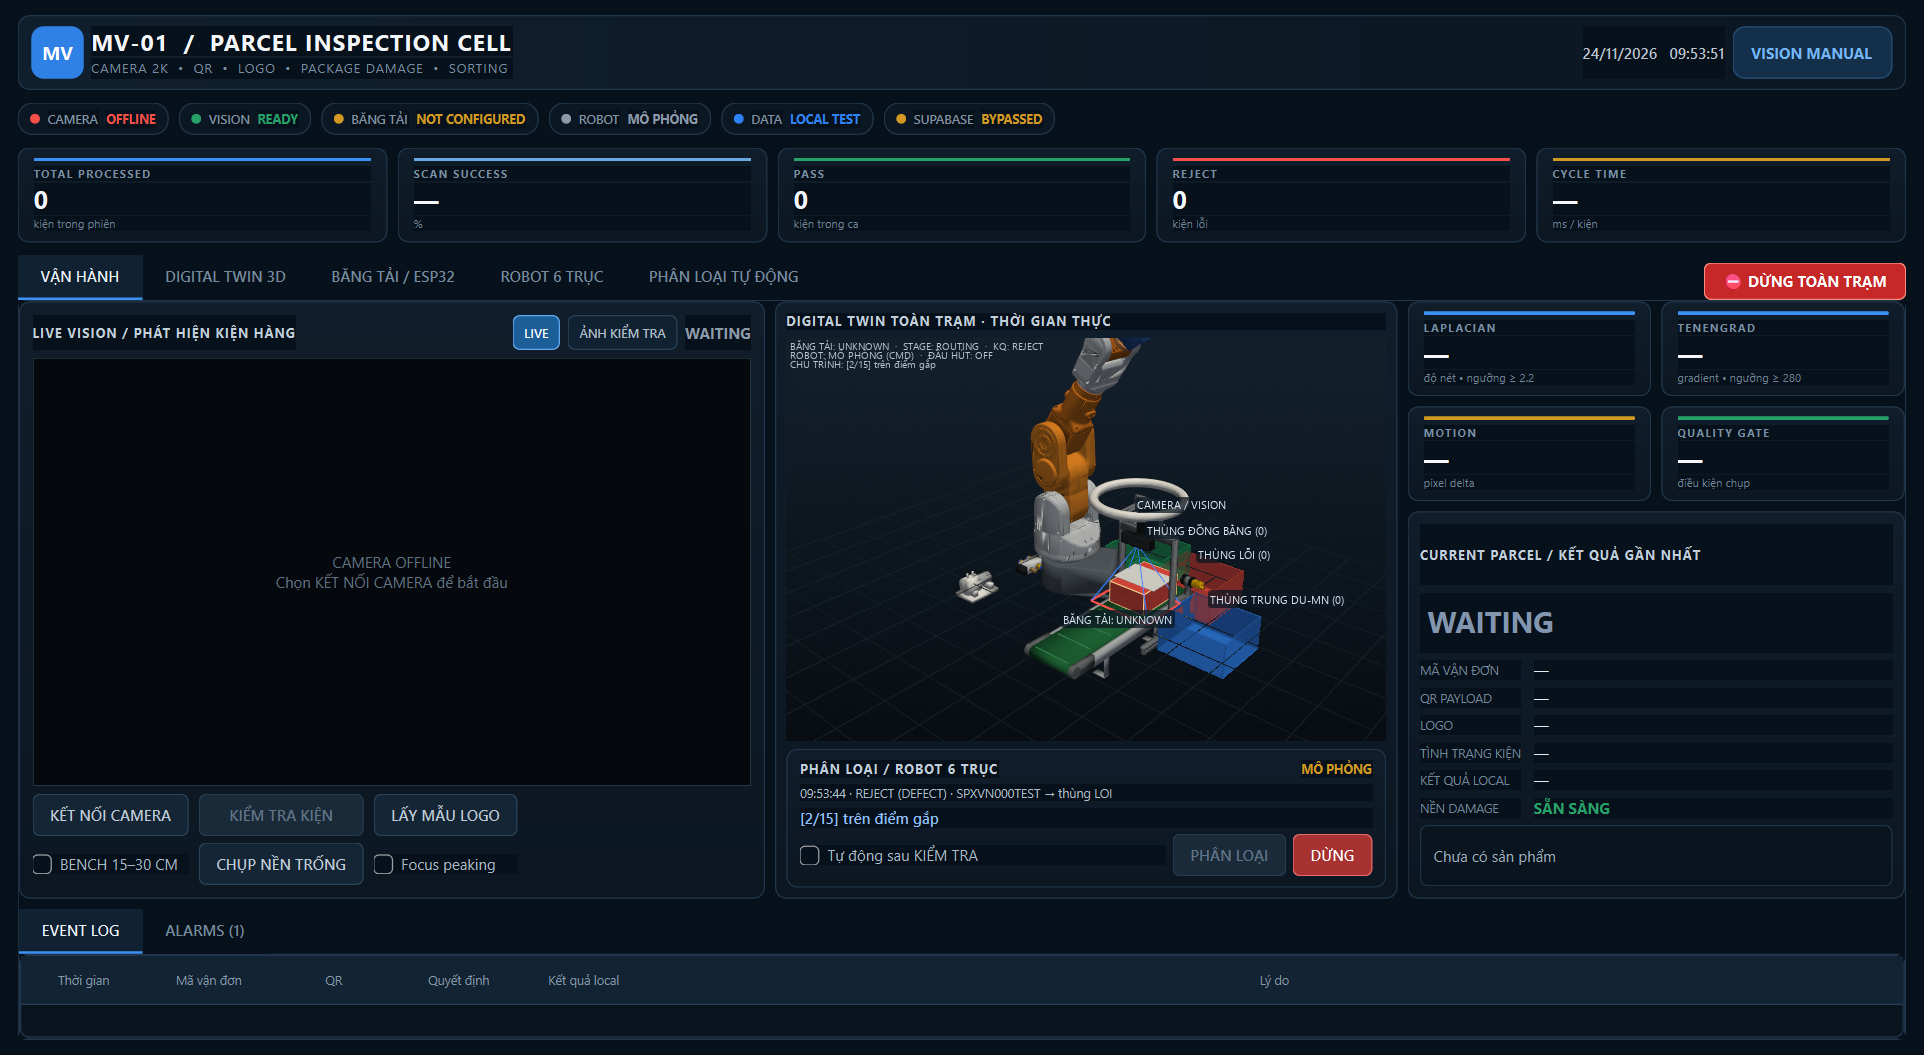 MV
MV-01 / PARCEL INSPECTION CELL
CAMERA 2K • QR • LOGO • PACKAGE DAMAGE • SORTING
24/11/2026 09:53:51
VISION MANUAL
CAMERA OFFLINE
VISION READY
BĂNG TẢI NOT CONFIGURED
ROBOT MÔ PHỎNG
DATA LOCAL TEST
SUPABASE BYPASSED
TOTAL PROCESSED
0
kiện trong phiên
SCAN SUCCESS
—
%
PASS
0
kiện trong ca
REJECT
0
kiện lỗi
CYCLE TIME
—
ms / kiện
VẬN HÀNH
DIGITAL TWIN 3D
BĂNG TẢI / ESP32
ROBOT 6 TRỤC
PHÂN LOẠI TỰ ĐỘNG
DỪNG TOÀN TRẠM
LIVE VISION / PHÁT HIỆN KIỆN HÀNG
LIVE
ẢNH KIỂM TRA
WAITING
CAMERA OFFLINE
Chọn KẾT NỐI CAMERA để bắt đầu
KẾT NỐI CAMERA
KIỂM TRA KIỆN
LẤY MẪU LOGO
BENCH 15–30 CM
CHỤP NỀN TRỐNG
Focus peaking
DIGITAL TWIN TOÀN TRẠM · THỜI GIAN THỰC
BĂNG TẢI: UNKNOWN · STAGE: ROUTING · KQ: REJECT
ROBOT: MÔ PHỎNG (CMD) · ĐẦU HÚT: OFF
CHU TRÌNH: [2/15] trên điểm gắp
CAMERA / VISION
THÙNG ĐỒNG BẰNG (0)
THÙNG LỖI (0)
THÙNG TRUNG DU-MN (0)
BĂNG TẢI: UNKNOWN
PHÂN LOẠI / ROBOT 6 TRỤC
MÔ PHỎNG
09:53:44 · REJECT (DEFECT) · SPXVN000TEST → thùng LOI
[2/15] trên điểm gắp
Tự động sau KIỂM TRA
PHÂN LOẠI
DỪNG
LAPLACIAN
—
độ nét • ngưỡng ≥ 2.2
TENENGRAD
—
gradient • ngưỡng ≥ 280
MOTION
—
pixel delta
QUALITY GATE
—
điều kiện chụp
CURRENT PARCEL / KẾT QUẢ GẦN NHẤT
WAITING
MÃ VẬN ĐƠN —
QR PAYLOAD —
LOGO —
TÌNH TRẠNG KIỆN —
KẾT QUẢ LOCAL —
NỀN DAMAGE SẴN SÀNG
Chưa có sản phẩm
EVENT LOG
ALARMS (1)
Thời gian Mã vận đơn QR Quyết định Kết quả local Lý do